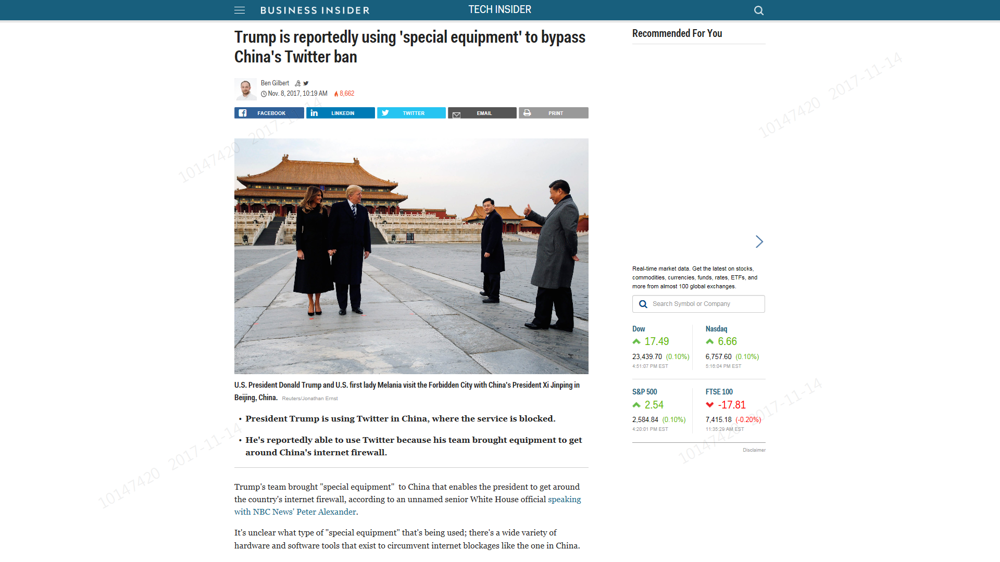 BUSINESS INSIDER
TECH INSIDER
Trump is reportedly using 'special equipment' to bypass
China's Twitter ban
Ben Gilbert
Nov. 8, 2017, 10:19 AM 8,662
FACEBOOK
LINKEDIN
TWITTER
EMAIL
PRINT
U.S. President Donald Trump and U.S. first lady Melania visit the Forbidden City with China's President Xi Jinping in
Beijing, China. Reuters/Jonathan Ernst
• President Trump is using Twitter in China, where the service is blocked.
• He's reportedly able to use Twitter because his team brought equipment to get
around China's internet firewall.
Trump's team brought "special equipment" to China that enables the president to get around
the country's internet firewall, according to an unnamed senior White House official speaking
with NBC News' Peter Alexander.
It's unclear what type of "special equipment" that's being used; there's a wide variety of
hardware and software tools that exist to circumvent internet blockages like the one in China.
Recommended For You
Real-time market data. Get the latest on stocks,
commodities, currencies, funds, rates, ETFs, and
more from almost 100 global exchanges.
Search Symbol or Company
Dow
17.49
23,439.70 (0.10%)
4:51:07 PM EST
Nasdaq
6.66
6,757.60 (0.10%)
5:16:04 PM EST
S&P 500
2.54
2,584.84 (0.10%)
4:20:01 PM EST
FTSE 100
-17.81
7,415.18 (-0.20%)
11:35:29 AM EST
Disclaimer
10147420 2017-11-14
10147420 2017-11-14
10147420 2017-11-14
10147420 2017-11-14